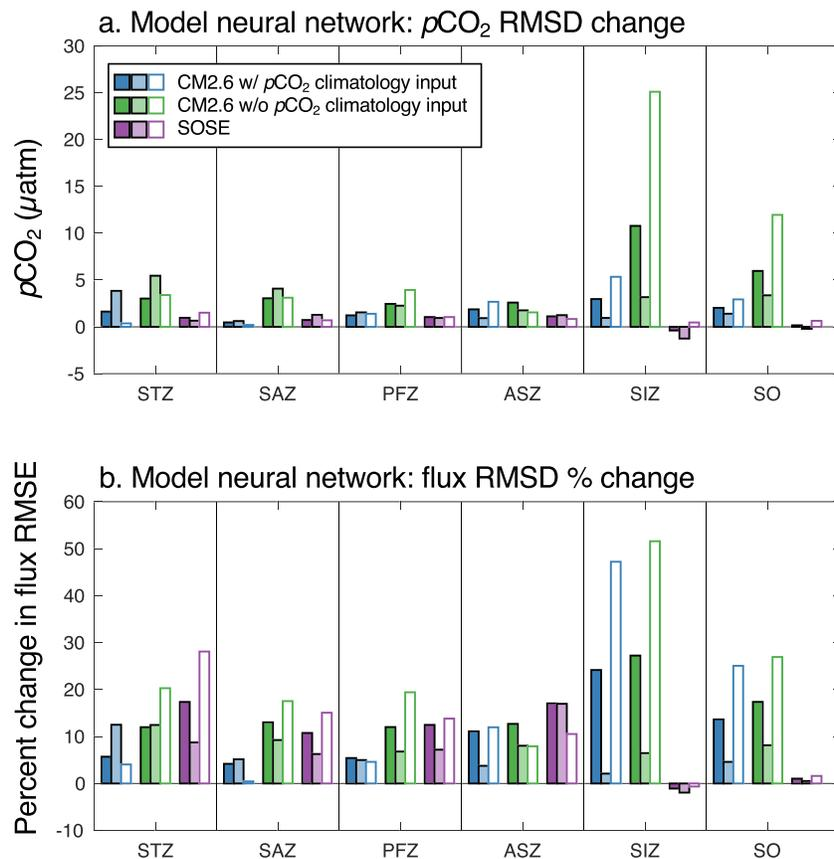 a. Model neural network: pCO₂ RMSD change
pCO₂ (μatm)
30
25
20
15
10
5
0
-5
CM2.6 w/ pCO₂ climatology input
CM2.6 w/o pCO₂ climatology input
SOSE
STZ SAZ PFZ ASZ SIZ SO
b. Model neural network: flux RMSD % change
Percent change in flux RMSE
60
50
40
30
20
10
0
-10
STZ SAZ PFZ ASZ SIZ SO